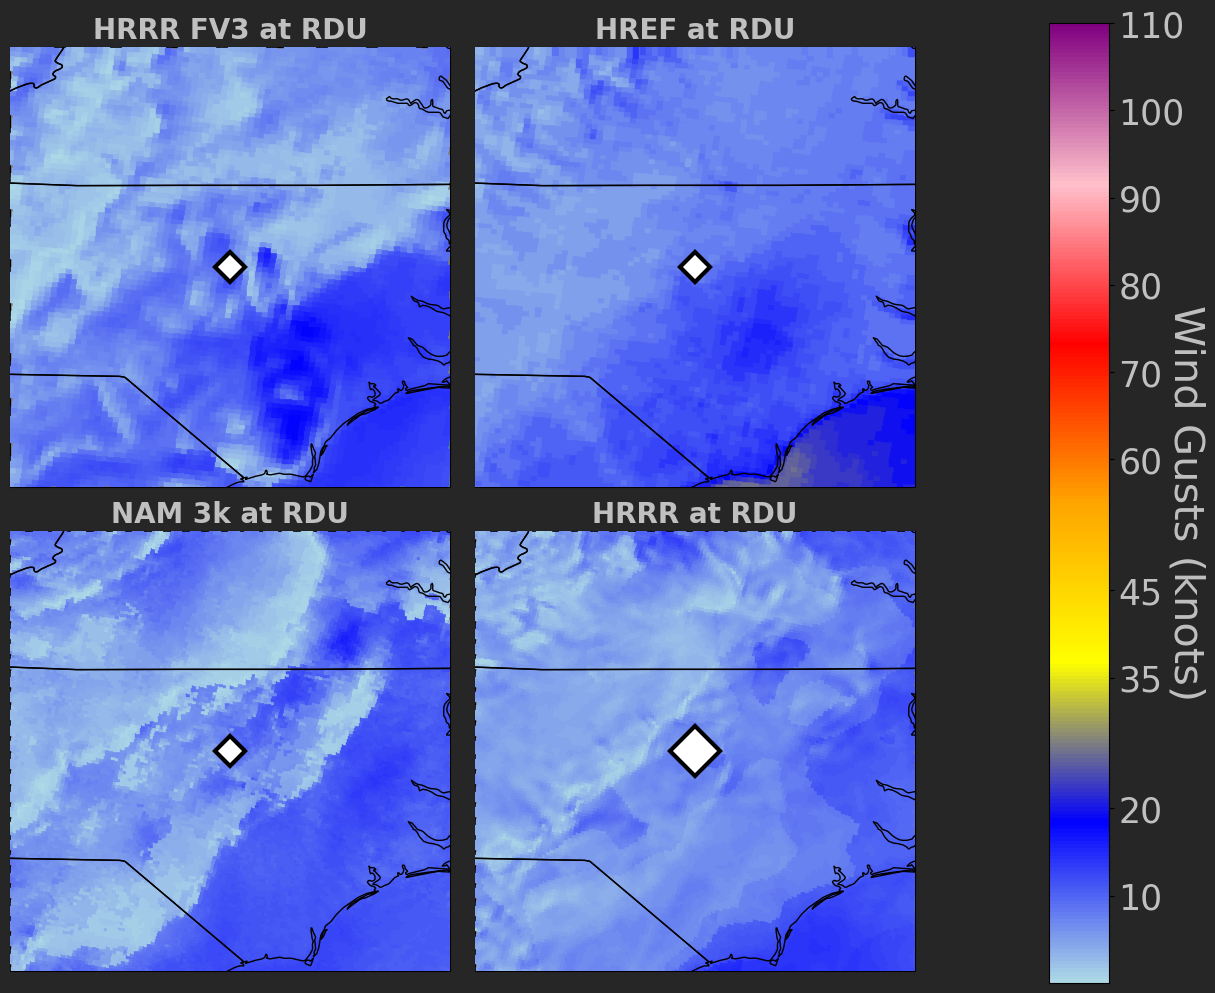 HRRR FV3 at RDU
HREF at RDU
NAM 3k at RDU
HRRR at RDU
110
100
90
80
70
60
45
35
20
10
Wind Gusts (knots)